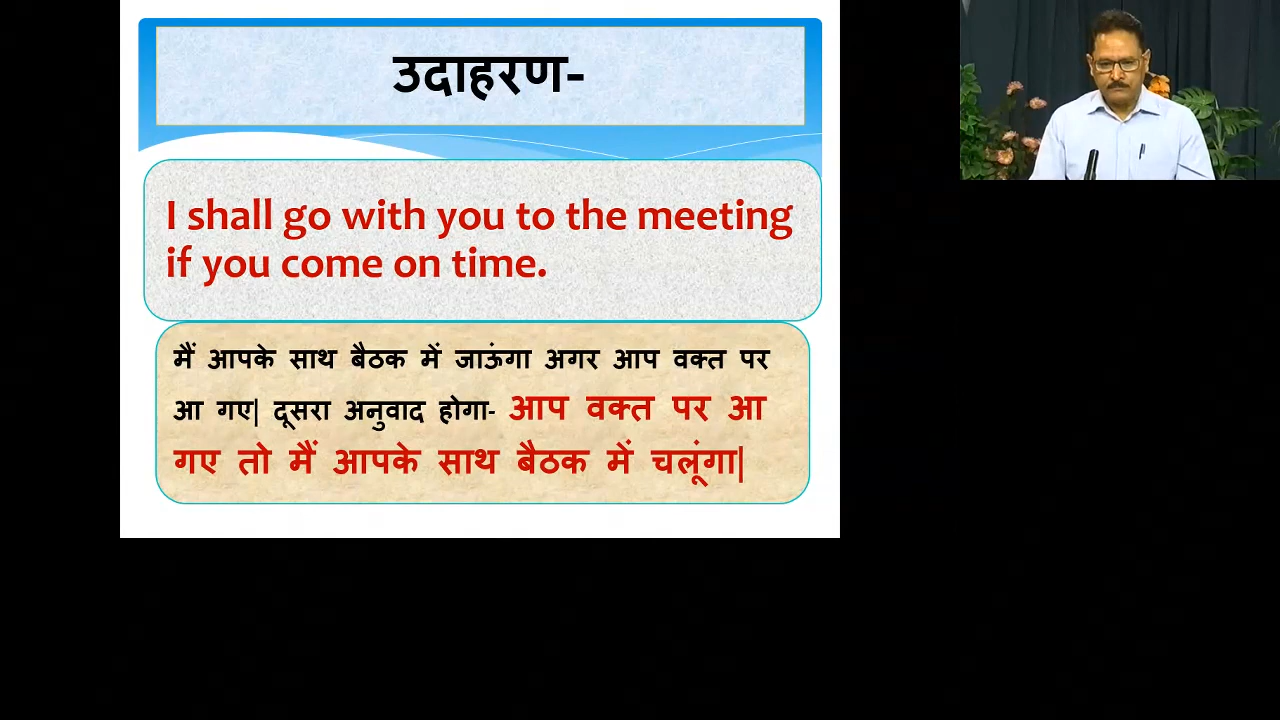 उदाहरण-
I shall go with you to the meeting
if you come on time.
मैं आपके साथ बैठक में जाऊंगा अगर आप वक्त पर
आ गए| दूसरा अनुवाद होगा- आप वक्त पर आ
गए तो मैं आपके साथ बैठक में चलूंगा|